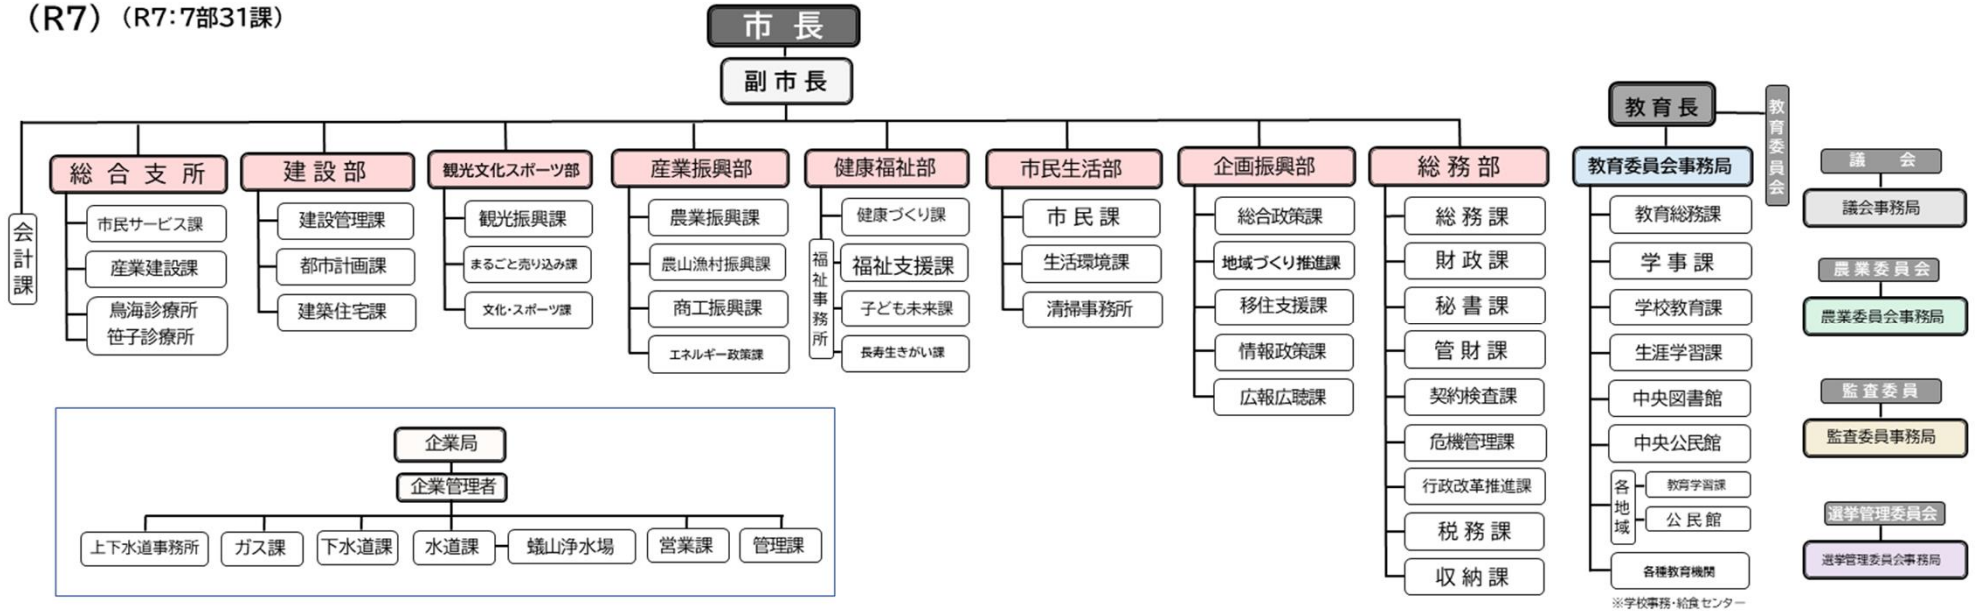 (R7) (R7:7部31課)
市 長
副市長
会計課
総合支所
市民サービス課
産業建設課
鳥海診療所
笹子診療所
建設部
建設管理課
都市計画課
建築住宅課
観光文化スポーツ部
観光振興課
まるごと売り込み課
文化・スポーツ課
産業振興部
農業振興課
農山漁村振興課
商工振興課
エネルギー政策課
健康福祉部
健康づくり課
福祉事務所
福祉支援課
子ども未来課
長寿生きがい課
市民生活部
市民課
生活環境課
清掃事務所
企画振興部
総合政策課
地域づくり推進課
移住支援課
情報政策課
広報広聴課
総務部
総務課
財政課
秘書課
管財課
契約検査課
危機管理課
行政改革推進課
税務課
収納課
教育長
教育委員会
教育委員会事務局
教育総務課
学事課
学校教育課
生涯学習課
中央図書館
中央公民館
各地域
教育学習課
公民館
各種教育機関
※学校事務・給食センター
議 会
議会事務局
農業委員会
農業委員会事務局
監査委員
監査委員事務局
選挙管理委員会
選挙管理委員会事務局
企業局
企業管理者
上下水道事務所
ガス課
下水道課
水道課
蟻山浄水場
営業課
管理課